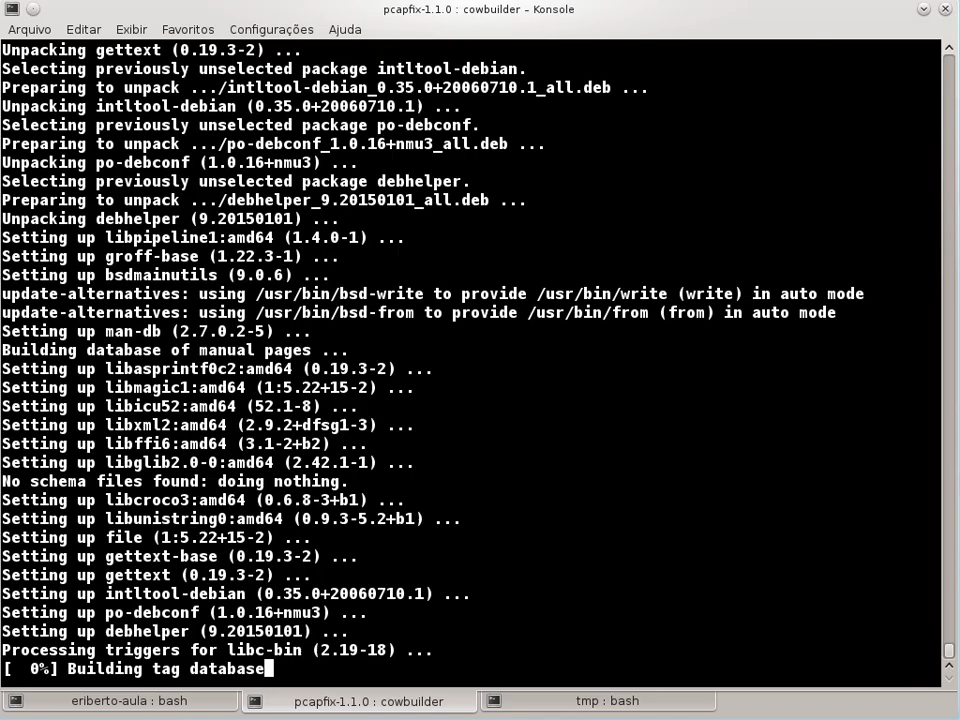 pcapfix-1.1.0 : cowbuilder – Konsole
Arquivo Editar Exibir Favoritos Configurações Ajuda
Unpacking gettext (0.19.3-2) ...
Selecting previously unselected package intltool-debian.
Preparing to unpack .../intltool-debian_0.35.0+20060710.1_all.deb ...
Unpacking intltool-debian (0.35.0+20060710.1) ...
Selecting previously unselected package po-debconf.
Preparing to unpack .../po-debconf_1.0.16+nmu3_all.deb ...
Unpacking po-debconf (1.0.16+nmu3) ...
Selecting previously unselected package debhelper.
Preparing to unpack .../debhelper_9.20150101_all.deb ...
Unpacking debhelper (9.20150101) ...
Setting up libpipeline1:amd64 (1.4.0-1) ...
Setting up groff-base (1.22.3-1) ...
Setting up bsdmainutils (9.0.6) ...
update-alternatives: using /usr/bin/bsd-write to provide /usr/bin/write (write) in auto mode
update-alternatives: using /usr/bin/bsd-from to provide /usr/bin/from (from) in auto mode
Setting up man-db (2.7.0.2-5) ...
Building database of manual pages ...
Setting up libasprintf0c2:amd64 (0.19.3-2) ...
Setting up libmagic1:amd64 (1:5.22+15-2) ...
Setting up libicu52:amd64 (52.1-8) ...
Setting up libxml2:amd64 (2.9.2+dfsg1-3) ...
Setting up libffi6:amd64 (3.1-2+b2) ...
Setting up libglib2.0-0:amd64 (2.42.1-1) ...
No schema files found: doing nothing.
Setting up libcroco3:amd64 (0.6.8-3+b1) ...
Setting up libunistring0:amd64 (0.9.3-5.2+b1) ...
Setting up file (1:5.22+15-2) ...
Setting up gettext-base (0.19.3-2) ...
Setting up gettext (0.19.3-2) ...
Setting up intltool-debian (0.35.0+20060710.1) ...
Setting up po-debconf (1.0.16+nmu3) ...
Setting up debhelper (9.20150101) ...
Processing triggers for libc-bin (2.19-18) ...
[  0%] Building tag database
eriberto-aula : bash pcapfix-1.1.0 : cowbuilder tmp : bash